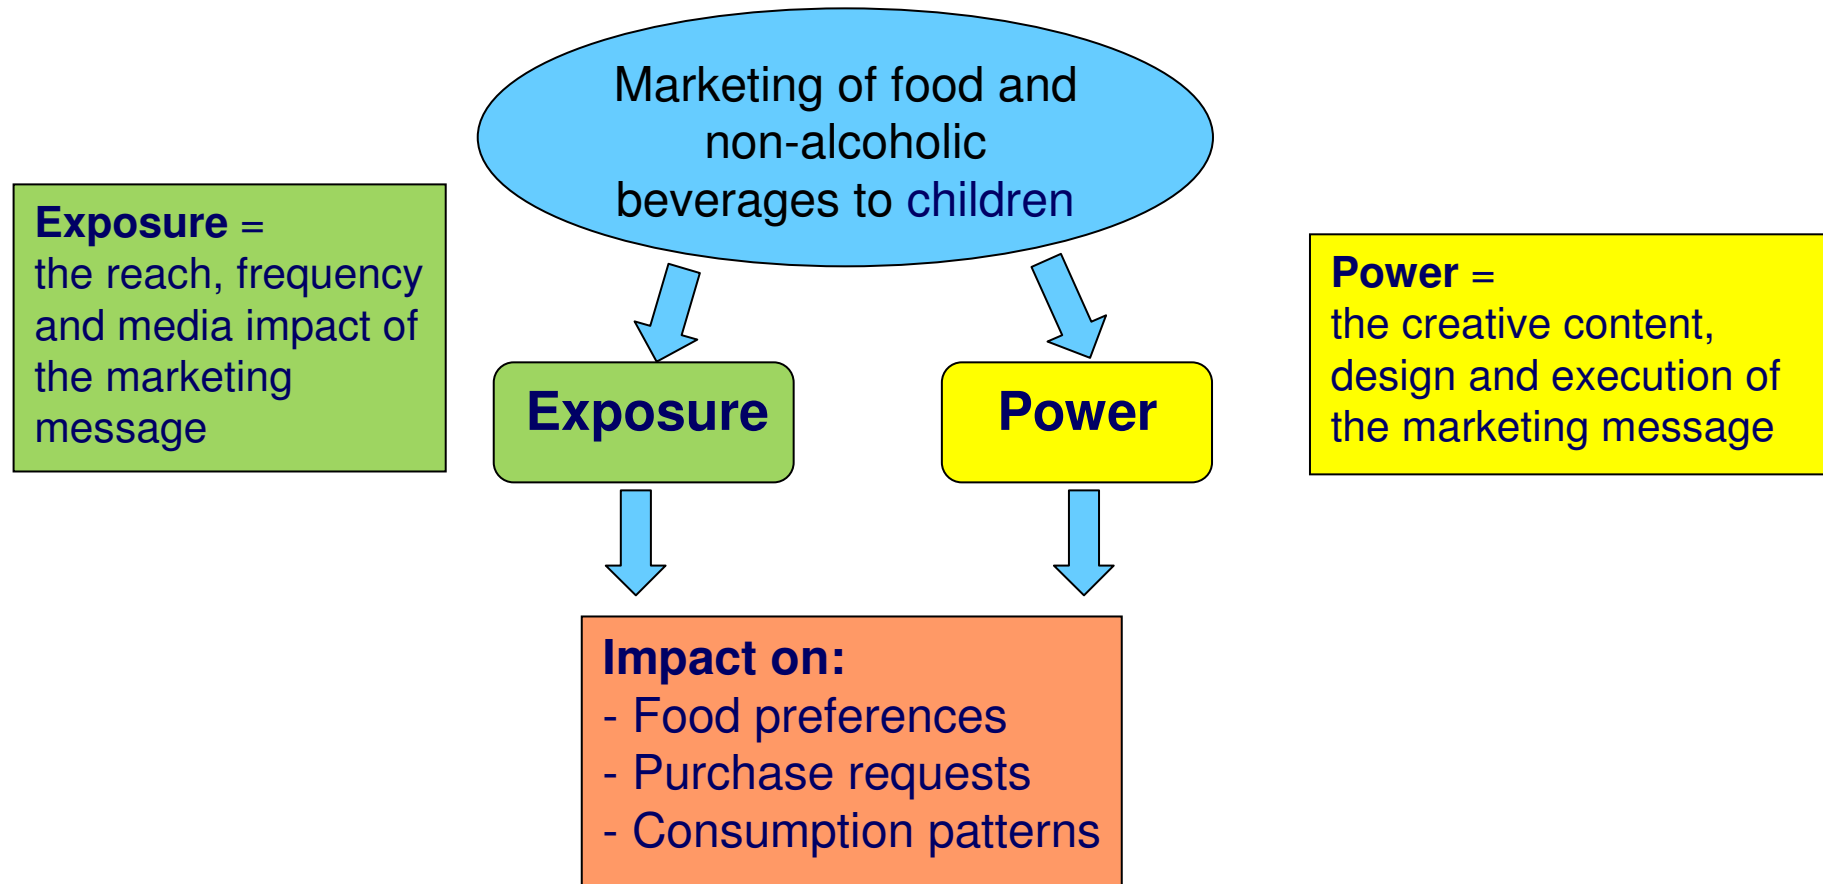 Marketing of food and
non-alcoholic
beverages to children
Exposure =
the reach, frequency
and media impact of
the marketing
message
Power =
the creative content,
design and execution of
the marketing message
Exposure
Power
Impact on:
- Food preferences
- Purchase requests
- Consumption patterns